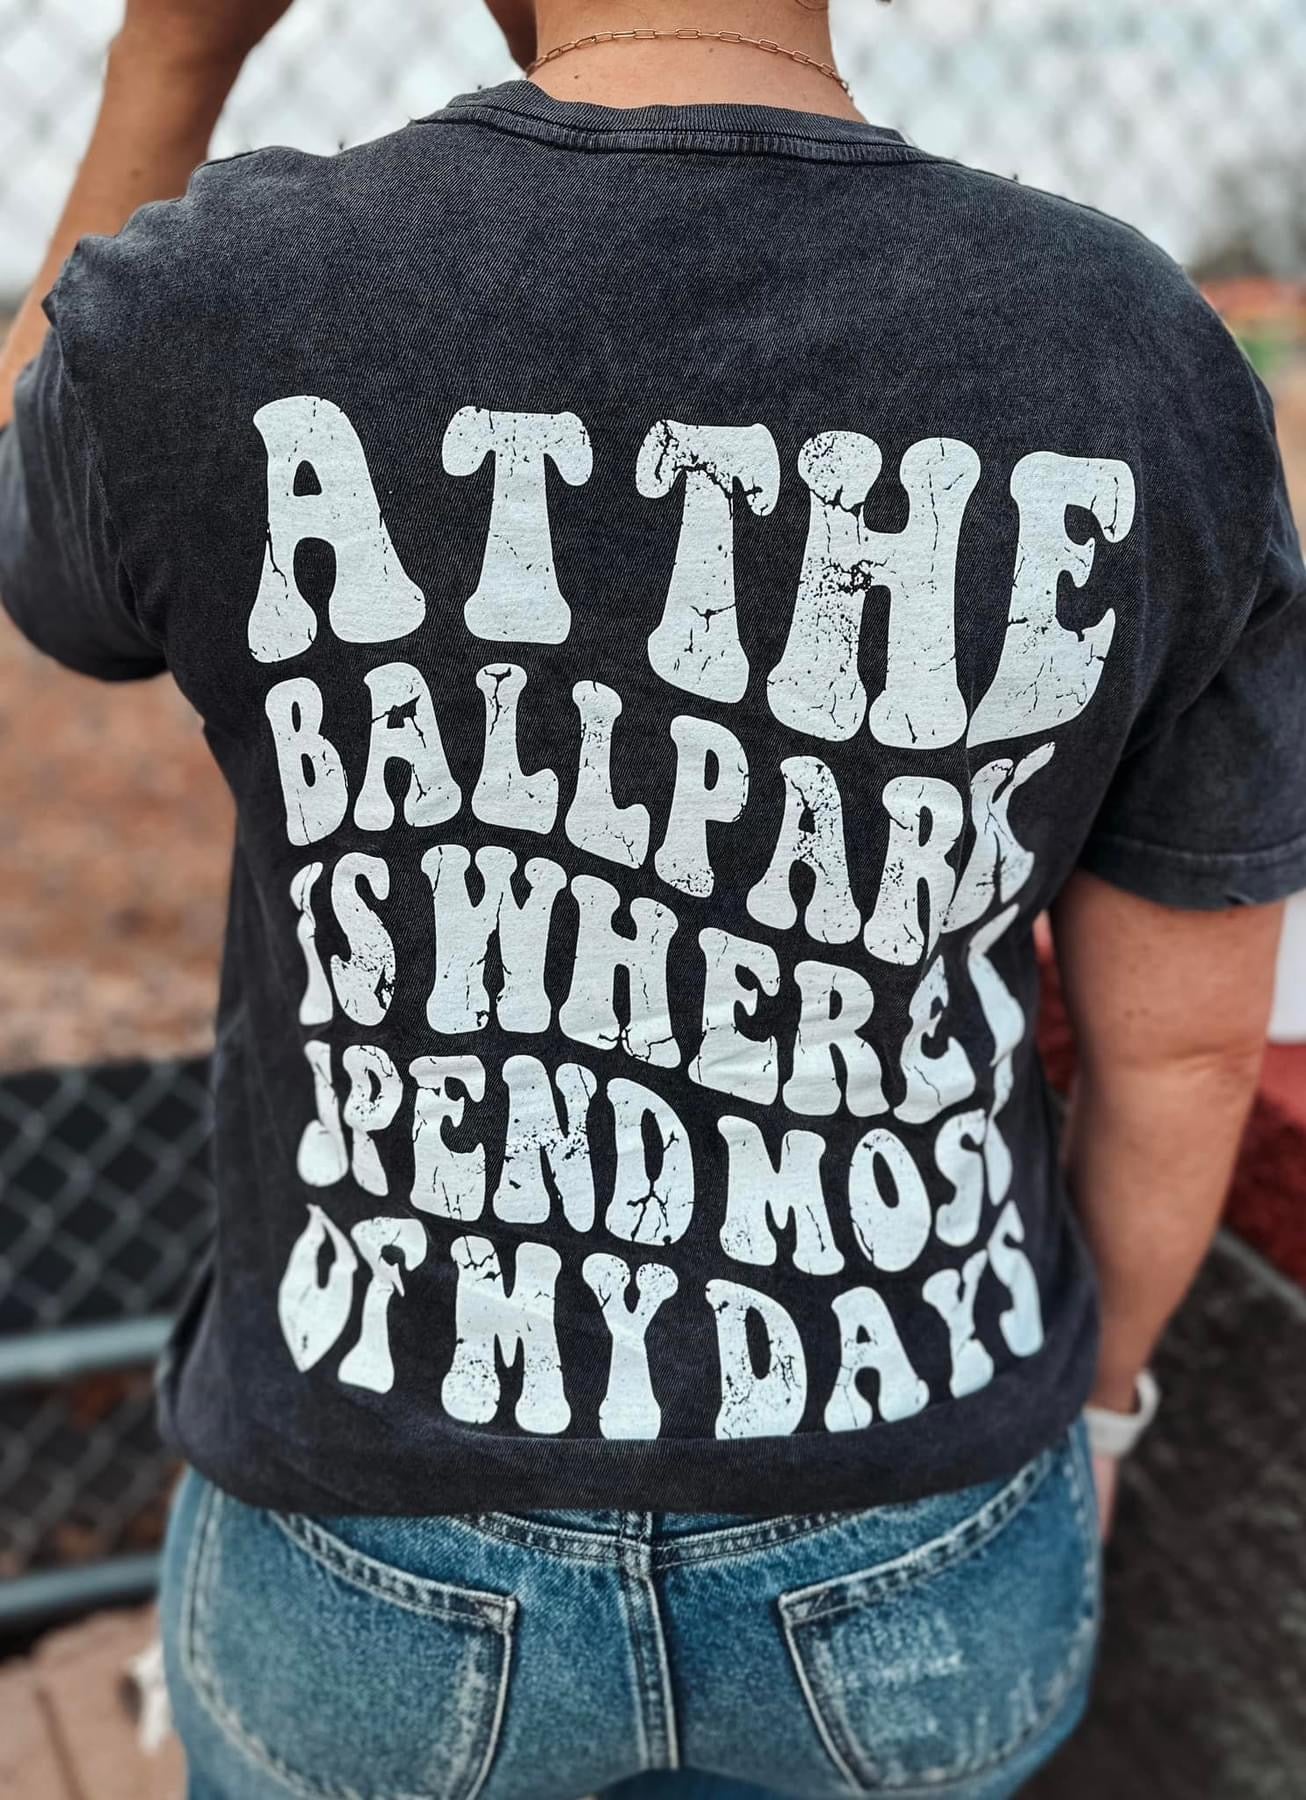 AT THE
BALLPARK
IS WHERE I
SPEND MOST
OF MY DAYS